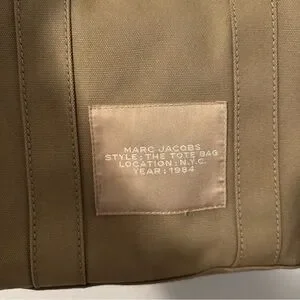 MARC JACOBS
STYLE: THE TOTE BAG
LOCATION: N.Y.C.
YEAR: 1984